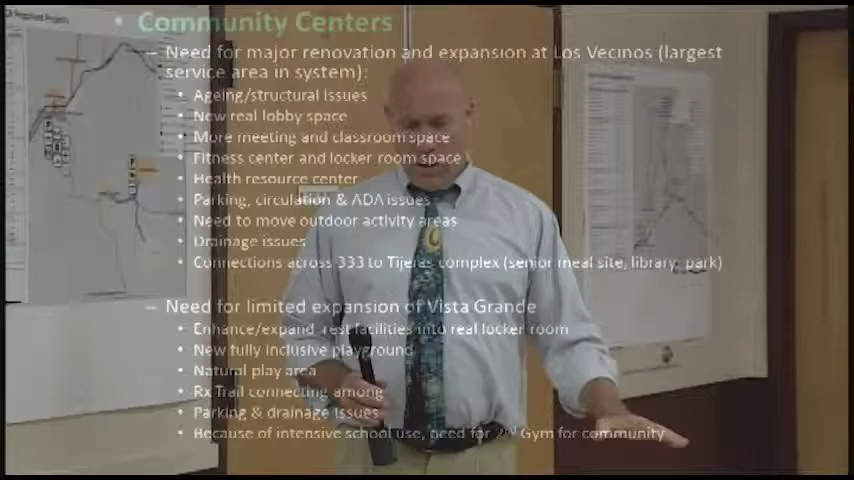 • Community Centers
– Need for major renovation and expansion at Los Vecinos (largest
service area in system):
• Ageing/structural issues
• New real lobby space
• More meeting and classroom space
• Fitness center and locker room space
• Health resource center
• Parking, circulation & ADA issues
• Need to move outdoor activity areas
• Drainage issues
• Connections across 333 to Tijeras complex (senior meal site, library, park)
– Need for limited expansion of Vista Grande
• Enhance/expand rest facilities into real locker room
• New fully inclusive playground
• Natural play area
• Rx Trail connecting among
• Parking & drainage issues
• Because of intensive school use, need for 2nd Gym for community